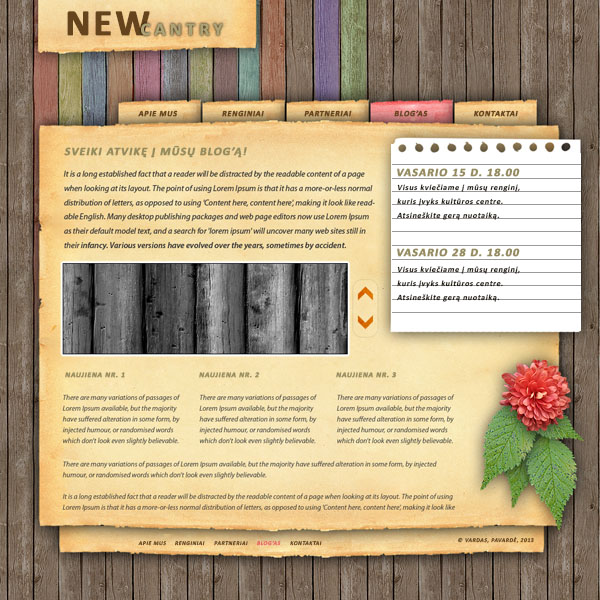 NEW CANTRY
APIE MUS RENGINIAI PARTNERIAI BLOG'AS KONTAKTAI
SVEIKI ATVIKĘ Į MŪSŲ BLOG'Ą!
It is a long established fact that a reader will be distracted by the readable content of a page
when looking at its layout. The point of using Lorem Ipsum is that it has a more-or-less normal
distribution of letters, as opposed to using 'Content here, content here', making it look like read-
able English. Many desktop publishing packages and web page editors now use Lorem Ipsum
as their default model text, and a search for 'lorem ipsum' will uncover many web sites still in
their infancy. Various versions have evolved over the years, sometimes by accident.
VASARIO 15 D. 18.00
Visus kviečiame į mūsų renginį,
kuris įvyks kultūros centre.
Atsineškite gerą nuotaiką.
VASARIO 28 D. 18.00
Visus kviečiame į mūsų renginį,
kuris įvyks kultūros centre.
Atsineškite gerą nuotaiką.
NAUJIENA NR. 1
There are many variations of passages of
Lorem Ipsum available, but the majority
have suffered alteration in some form, by
injected humour, or randomised words
which don't look even slightly believable.
NAUJIENA NR. 2
There are many variations of passages of
Lorem Ipsum available, but the majority
have suffered alteration in some form, by
injected humour, or randomised words
which don't look even slightly believable.
NAUJIENA NR. 3
There are many variations of passages of
Lorem Ipsum available, but the majority
have suffered alteration in some form, by
injected humour, or randomised words
which don't look even slightly believable.
There are many variations of passages of Lorem Ipsum available, but the majority have suffered alteration in some form, by injected
humour, or randomised words which don't look even slightly believable.
It is a long established fact that a reader will be distracted by the readable content of a page when looking at its layout. The point of using
Lorem Ipsum is that it has a more-or-less normal distribution of letters, as opposed to using 'Content here, content here', making it look like
APIE MUS RENGINIAI PARTNERIAI BLOG'AS KONTAKTAI
© VARDAS, PAVARDĖ, 2015